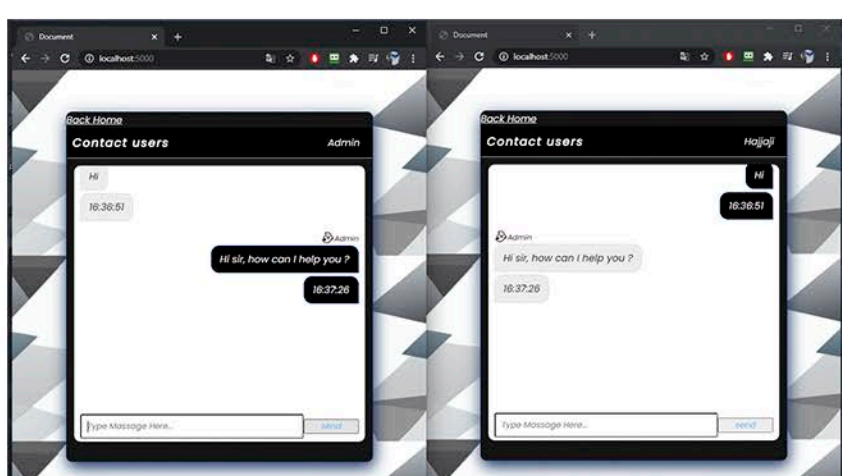 Document
localhost:5000
Back Home
Contact users
Admin
Hi
16:36:51
Admin
Hi sir, how can I help you ?
16:37:26
Type Massage Here...
send
Document
localhost:5000
Back Home
Contact users
Hajjaji
Hi
16:36:51
Admin
Hi sir, how can I help you ?
16:37:26
Type Massage Here...
send